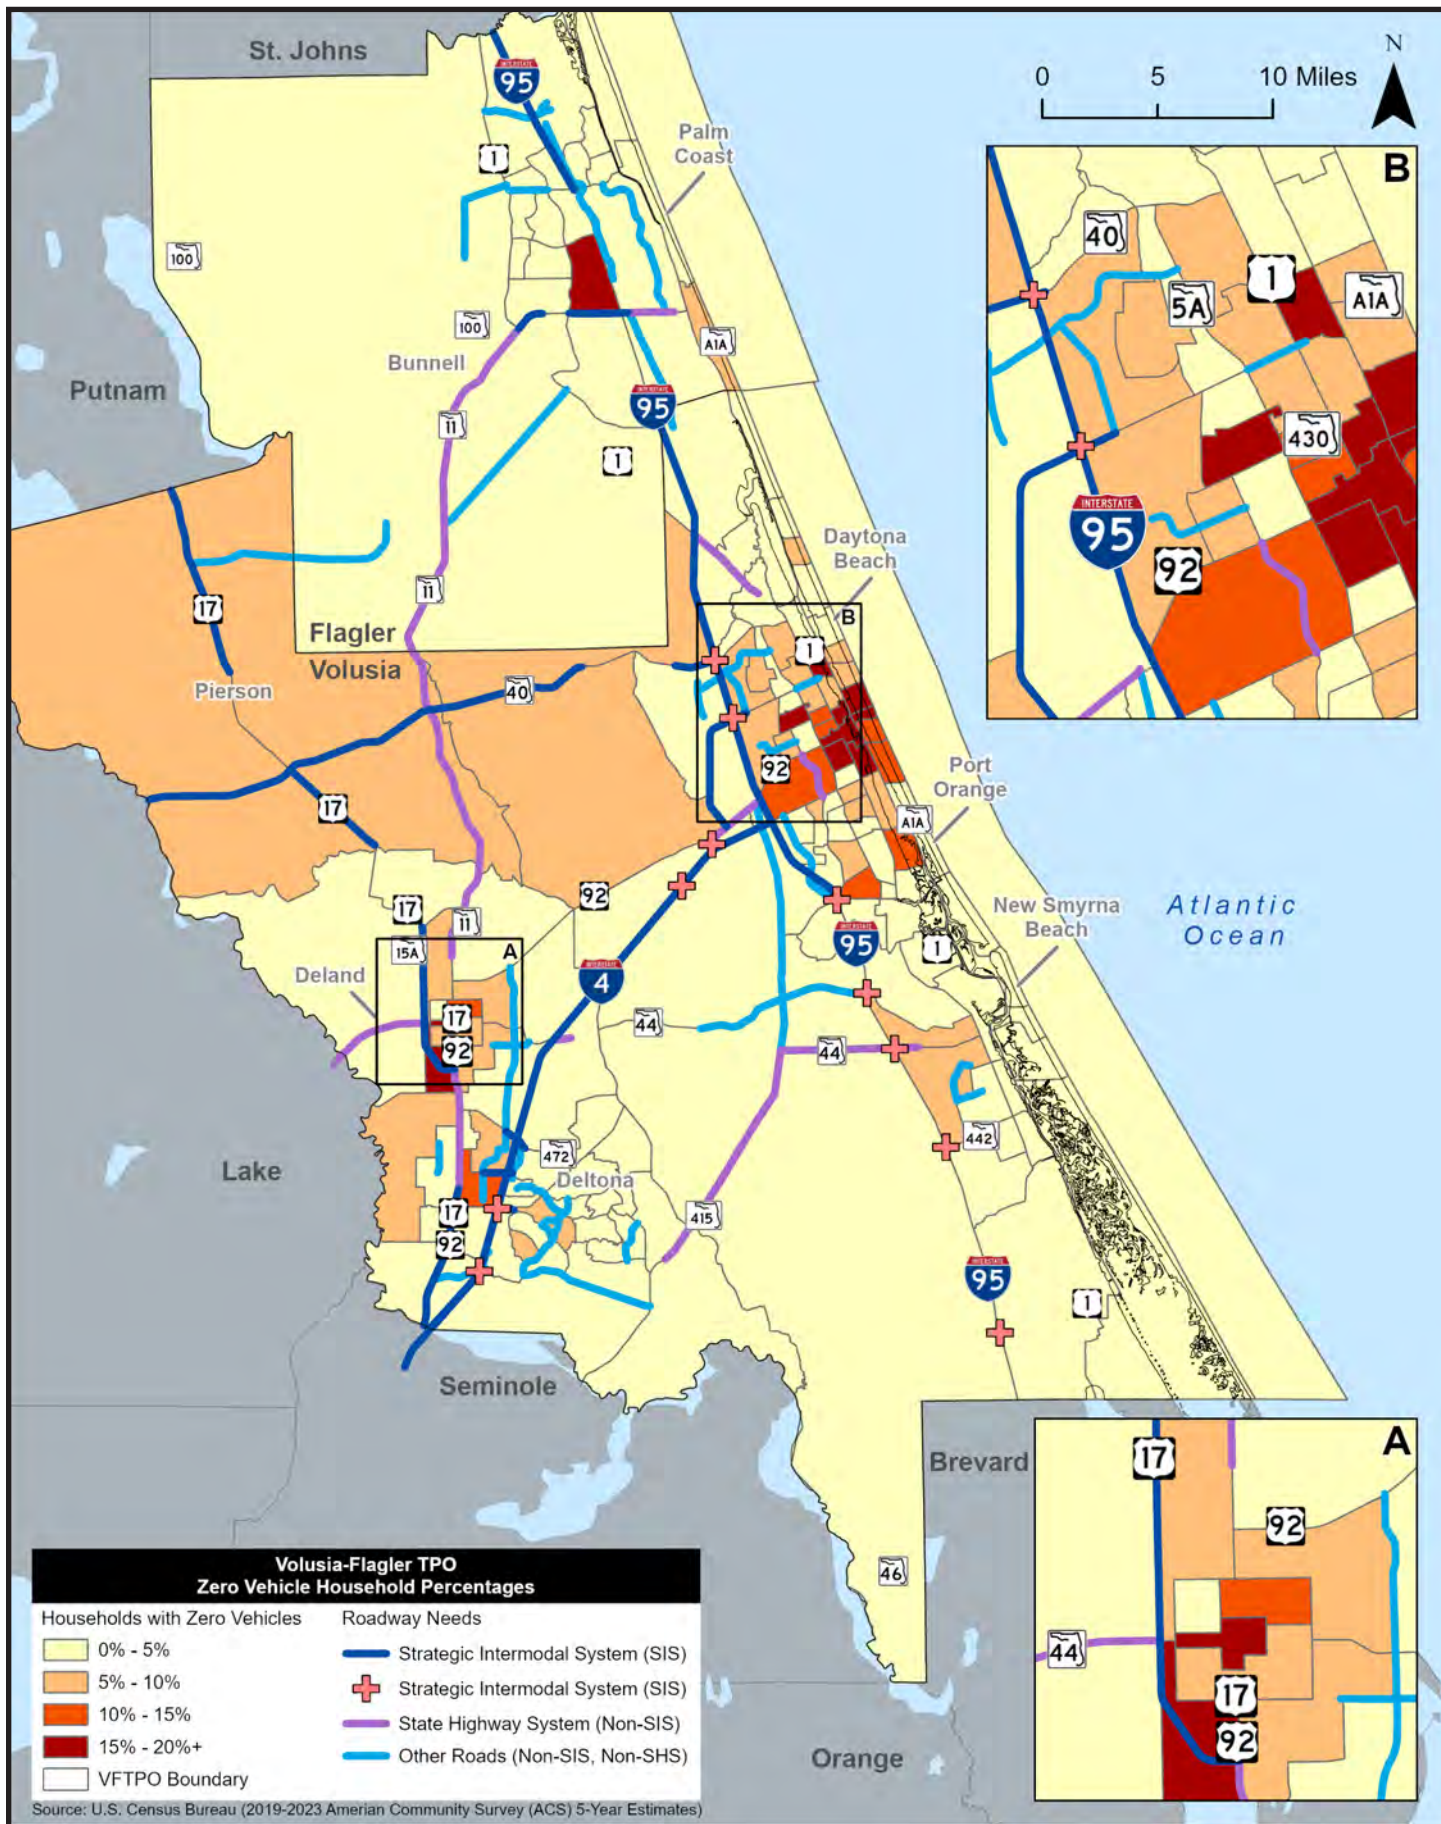 St. Johns
INTERSTATE
95
N
0 5 10 Miles
Palm
Coast
1
B
100
40
1
5A
A1A
100
A1A
Bunnell
Putnam
INTERSTATE
95
11
430
1
INTERSTATE
95
Daytona
Beach
92
11
17
B
Flagler
Volusia
1
Pierson
40
92
Port
Orange
17
A1A
92
17
11
New Smyrna
Beach
Atlantic
Ocean
15A
A
INTERSTATE
95
1
Deland
INTERSTATE
4
17
44
92
44
442
472
Lake
Deltona
17
415
92
INTERSTATE
95
1
Seminole
A
17
Brevard
92
46
44
17
92
Orange
Volusia-Flagler TPO
Zero Vehicle Household Percentages
Households with Zero Vehicles
0% - 5%
5% - 10%
10% - 15%
15% - 20%+
VFTPO Boundary
Roadway Needs
Strategic Intermodal System (SIS)
Strategic Intermodal System (SIS)
State Highway System (Non-SIS)
Other Roads (Non-SIS, Non-SHS)
Source: U.S. Census Bureau (2019-2023 Amerian Community Survey (ACS) 5-Year Estimates)